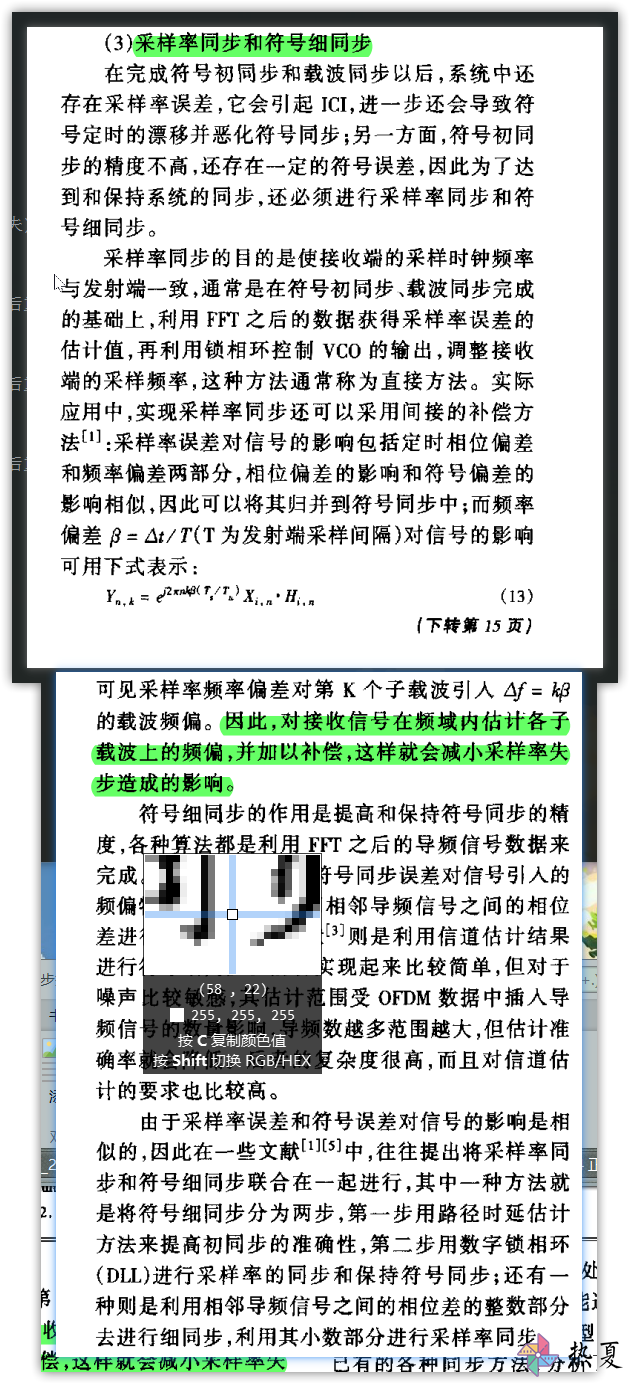 (3)采样率同步和符号细同步
在完成符号初同步和载波同步以后,系统中还
存在采样率误差,它会引起 ICI,进一步还会导致符
号定时的漂移并恶化符号同步;另一方面,符号初同
步的精度不高,还存在一定的符号误差,因此为了达
到和保持系统的同步,还必须进行采样率同步和符
号细同步。
采样率同步的目的是使接收端的采样时钟频率
与发射端一致,通常是在符号初同步、载波同步完成
的基础上,利用 FFT 之后的数据获得采样率误差的
估计值,再利用锁相环控制 VCO 的输出,调整接收
端的采样频率,这种方法通常称为直接方法。实际
应用中,实现采样率同步还可以采用间接的补偿方
法[1]:采样率误差对信号的影响包括定时相位偏差
和频率偏差两部分,相位偏差的影响和符号偏差的
影响相似,因此可以将其归并到符号同步中;而频率
偏差 β = Δt/T(T 为发射端采样间隔)对信号的影响
可用下式表示:
Yn,k = e^j2πnkβ(Ts/Tu) Xi,n·Hi,n (13)
(下转第 15 页)
可见采样率频率偏差对第 K 个子载波引入 Δf = kβ
的载波频偏。因此,对接收信号在频域内估计各子
载波上的频偏,并加以补偿,这样就会减小采样率失
步造成的影响。
符号细同步的作用是提高和保持符号同步的精
度,各种算法都是利用 FFT 之后的导频信号数据来
完成。 符号同步误差对信号引入的
频偏 相邻导频信号之间的相位
差进 [3]则是利用信道估计结果
进行 实现起来比较简单,但对于
噪声比较敏感,其估计范围受 OFDM 数据中插入导
(58 , 22)
频信号的数量影响,导频数越多范围越大,但估计准
255, 255, 255
按 C 复制颜色值
确率就 复杂度很高,而且对信道估
按 Shift 切换 RGB/HEX
计的要求也比较高。
由于采样率误差和符号误差对信号的影响是相
似的,因此在一些文献[1][5]中,往往提出将采样率同
步和符号细同步联合在一起进行,其中一种方法就
是将符号细同步分为两步,第一步用路径时延估计
方法来提高初同步的准确性,第二步用数字锁相环
(DLL)进行采样率的同步和保持符号同步;还有一
种则是利用相邻导频信号之间的相位差的整数部分
去进行细同步,利用其小数部分进行采样率同步
偿,这样就会减小采样率失
已有的各种同步方法 分析
热夏